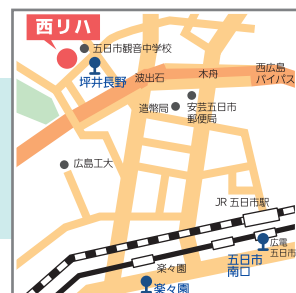 西リハ
五日市観音中学校
坪井長野
波出石
木舟
西広島
バイパス
造幣局
安芸五日市
郵便局
広島工大
JR 五日市駅
広電
五日市
五日市
南口
楽々園
楽々園